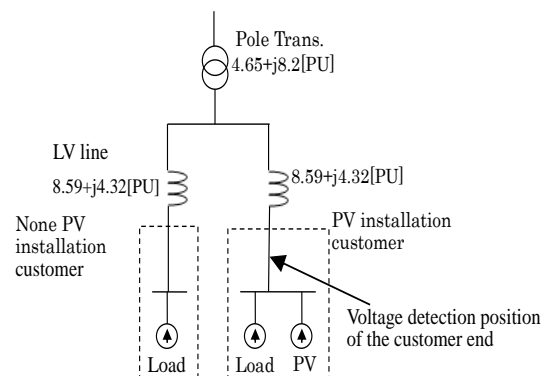 Pole Trans.
4.65+j8.2[PU]
LV line
8.59+j4.32[PU]
8.59+j4.32[PU]
None PV
installation
customer
PV installation
customer
Voltage detection position
of the customer end
Load
Load
PV